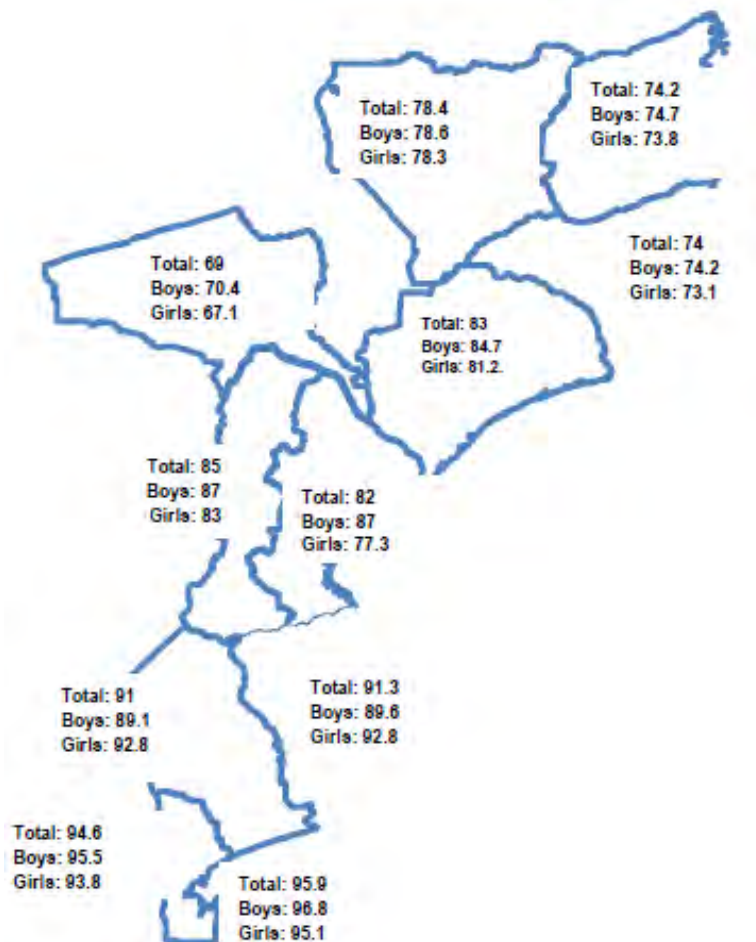 Total: 74.2
Boys: 74.7
Girls: 73.8
Total: 78.4
Boys: 78.6
Girls: 78.3
Total: 74
Boys: 74.2
Girls: 73.1
Total: 69
Boys: 70.4
Girls: 67.1
Total: 83
Boys: 84.7
Girls: 81.2.
Total: 85
Boys: 87
Girls: 83
Total: 82
Boys: 87
Girls: 77.3
Total: 91
Boys: 89.1
Girls: 92.8
Total: 91.3
Boys: 89.6
Girls: 92.8
Total: 94.6
Boys: 95.5
Girls: 93.8
Total: 95.9
Boys: 96.8
Girls: 95.1